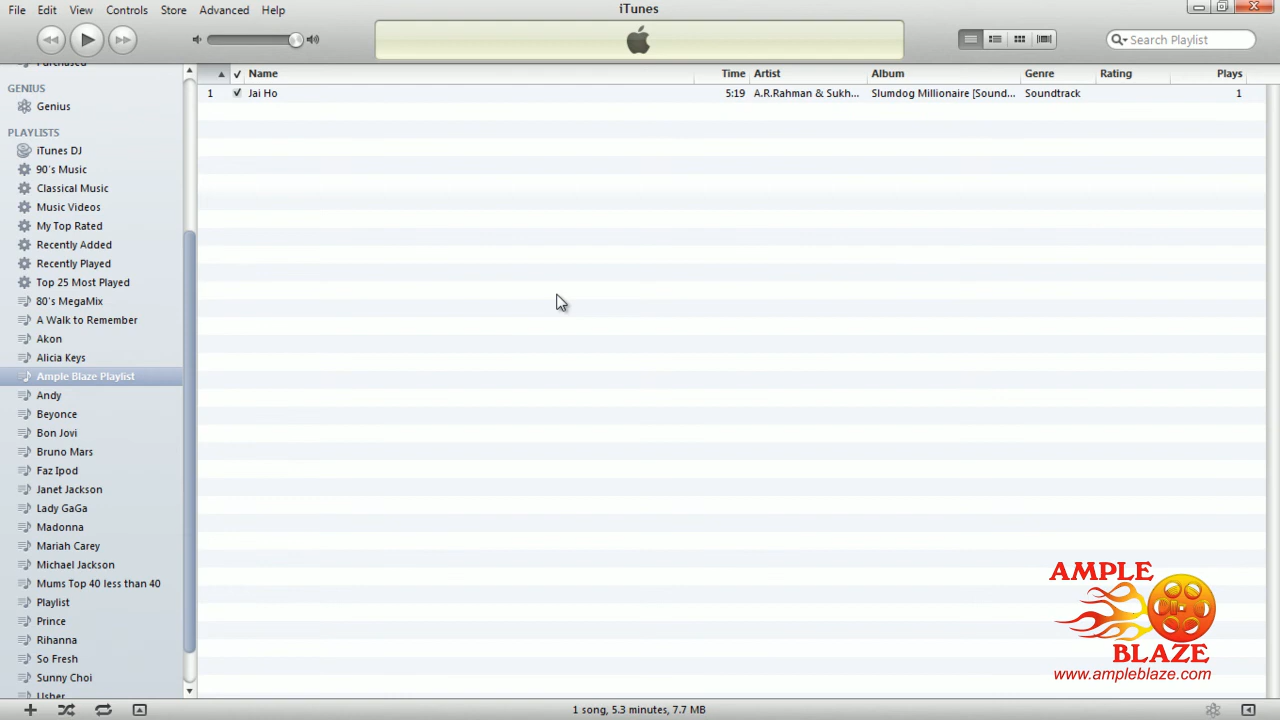 iTunes
File Edit View Controls Store Advanced Help
Search Playlist
Purchased
GENIUS
Genius
PLAYLISTS
iTunes DJ
90's Music
Classical Music
Music Videos
My Top Rated
Recently Added
Recently Played
Top 25 Most Played
80's MegaMix
A Walk to Remember
Akon
Alicia Keys
Ample Blaze Playlist
Andy
Beyonce
Bon Jovi
Bruno Mars
Faz Ipod
Janet Jackson
Lady GaGa
Madonna
Mariah Carey
Michael Jackson
Mums Top 40 less than 40
Playlist
Prince
Rihanna
So Fresh
Sunny Choi
Usher
Name Time Artist Album Genre Rating Plays
1 Jai Ho 5:19 A.R.Rahman & Sukh... Slumdog Millionaire [Sound... Soundtrack 1
AMPLE
BLAZE
www.ampleblaze.com
1 song, 5.3 minutes, 7.7 MB